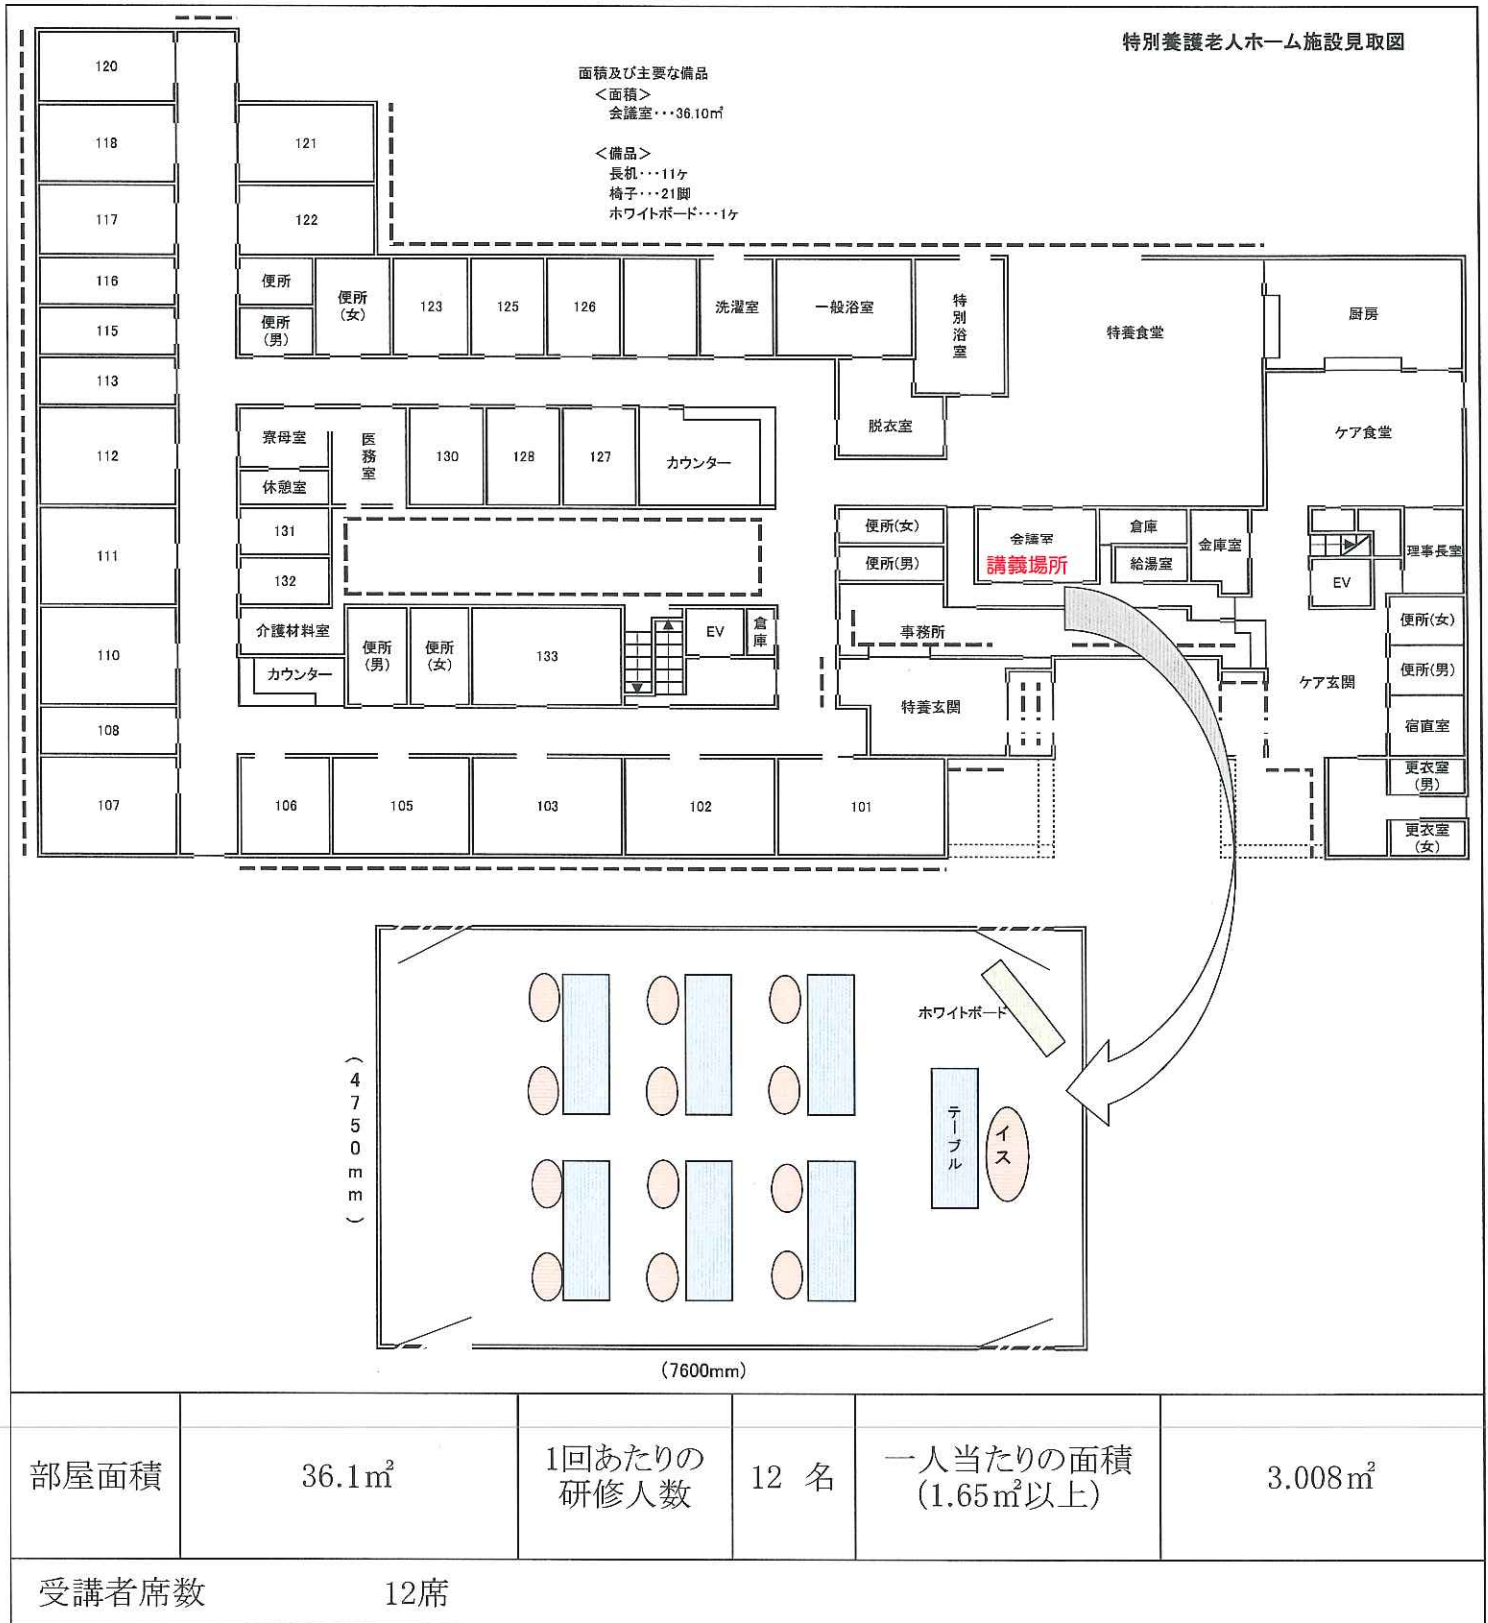 特別養護老人ホーム施設見取図
面積及び主要な備品
＜面積＞
会議室･･･36.10㎡
＜備品＞
長机･･･11ケ
椅子･･･21脚
ホワイトボード･･･1ケ
120
118
121
117
122
116
便所
便所
(女)
123
125
126
洗濯室
一般浴室
特別浴室
特養食堂
厨房
115
便所
(男)
113
脱衣室
ケア食堂
112
寮母室
医務室
130
128
127
カウンター
休憩室
111
131
132
便所(女)
便所(男)
会議室
講義場所
倉庫
給湯室
金庫室
EV
理事長室
110
介護材料室
カウンター
便所
(男)
便所
(女)
133
EV
倉庫
事務所
便所(女)
便所(男)
108
特養玄関
ケア玄関
宿直室
107
106
105
103
102
101
更衣室
(男)
更衣室
(女)
ホワイトボード
テーブル
イス
(4750mm)
(7600mm)
部屋面積
36.1㎡
1回あたりの
研修人数
12 名
一人当たりの面積
(1.65㎡以上)
3.008㎡
受講者席数 12席